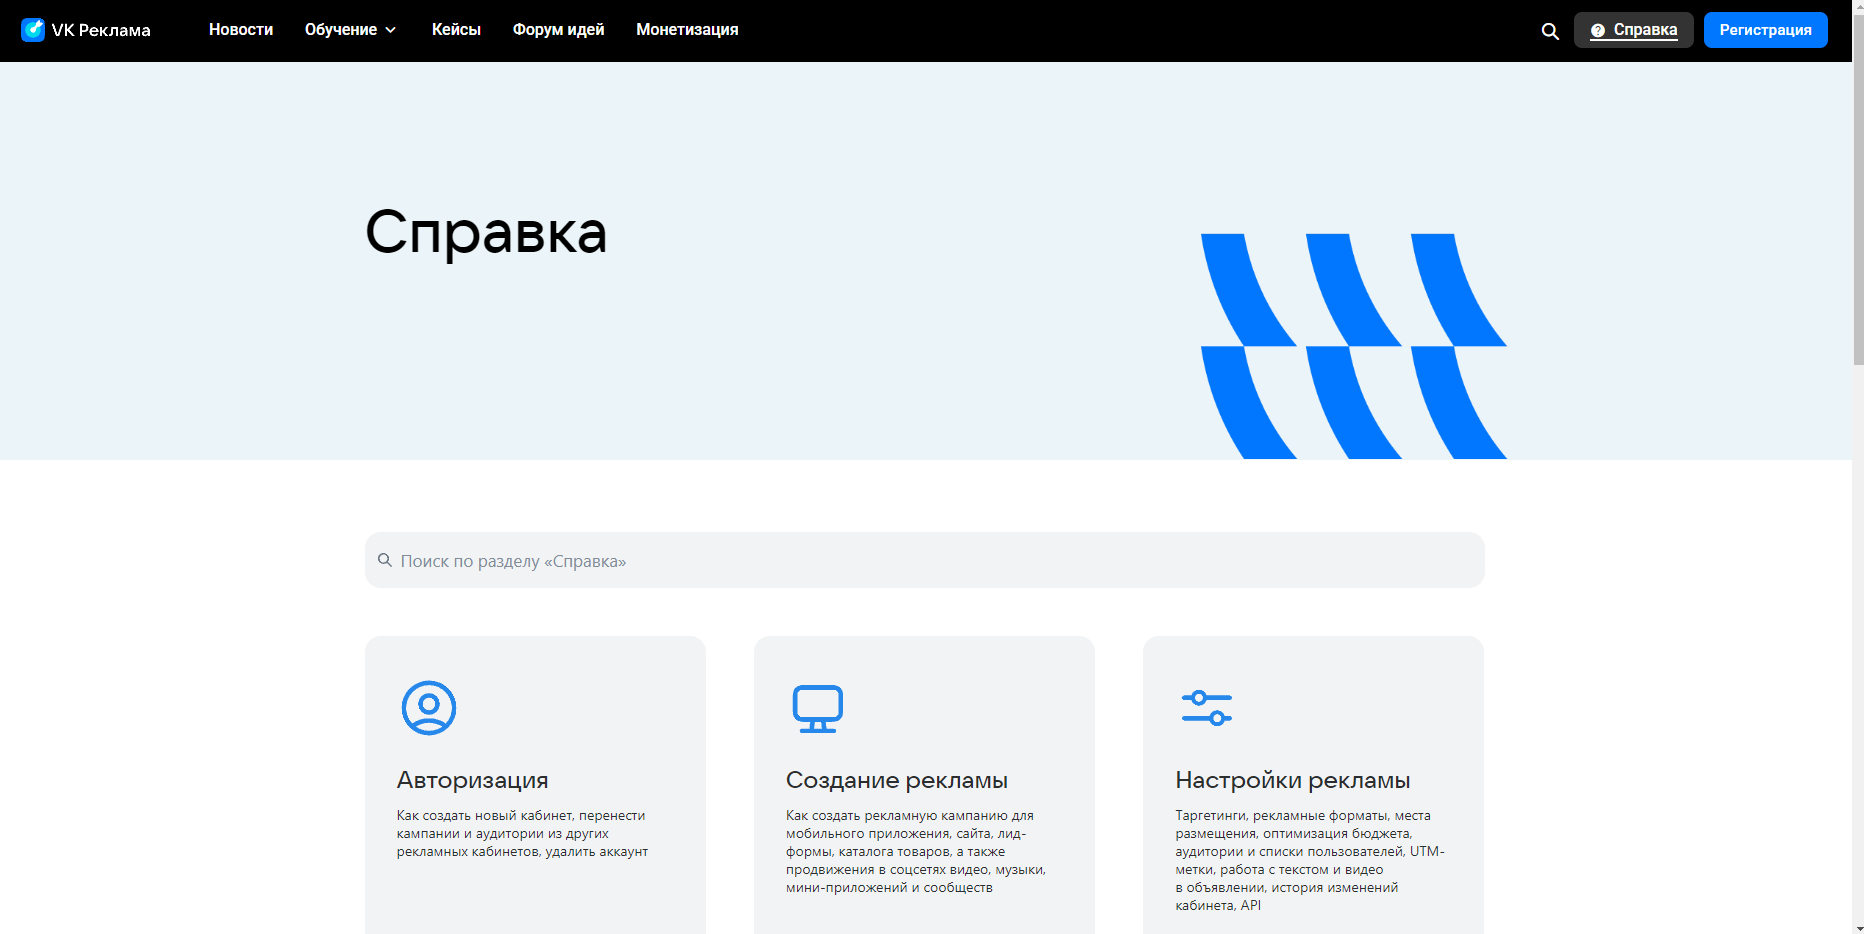 VK Реклама
Новости
Обучение
Кейсы
Форум идей
Монетизация
Справка
Регистрация
Справка
Поиск по разделу «Справка»
Авторизация
Как создать новый кабинет, перенести
кампании и аудитории из других
рекламных кабинетов, удалить аккаунт
Создание рекламы
Как создать рекламную кампанию для
мобильного приложения, сайта, лид-
формы, каталога товаров, а также
продвижения в соцсетях видео, музыки,
мини-приложений и сообществ
Настройки рекламы
Таргетинги, рекламные форматы, места
размещения, оптимизация бюджета,
аудитории и списки пользователей, UTM-
метки, работа с текстом и видео
в объявлении, история изменений
кабинета, API